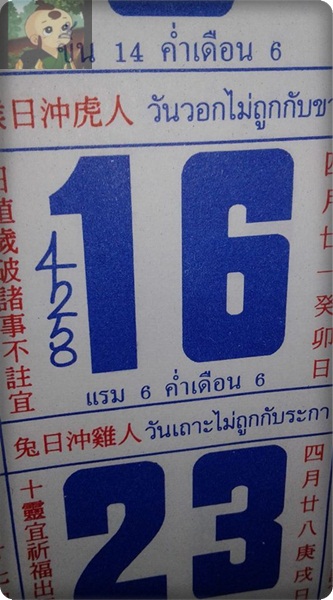 ขึ้น 14 ค่ำเดือน 6
日沖虎人 วันวอกไม่ถูกกับข
日值歲破諸事不註宜
16
4258
四月廿一癸卯日
แรม 6 ค่ำเดือน 6
兔日沖雞人 วันเถาะไม่ถูกกับระกา
十靈宜祈福出
23
四月廿八庚戌日